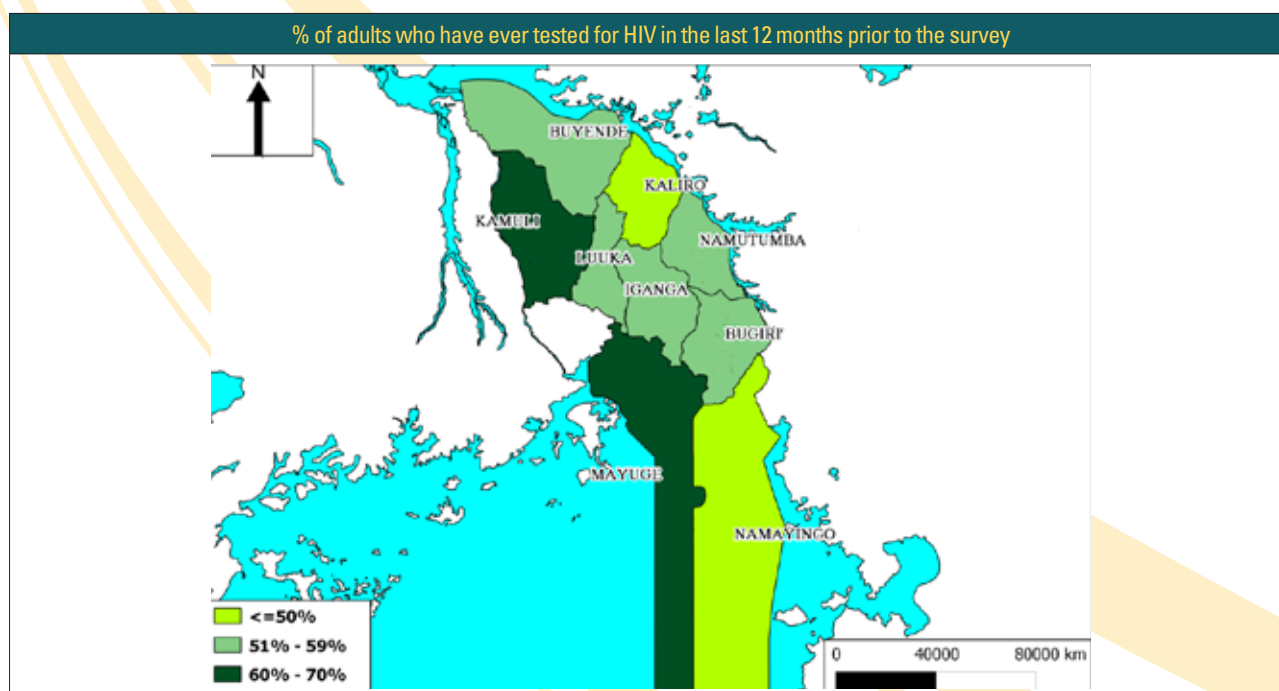 % of adults who have ever tested for HIV in the last 12 months prior to the survey
N
BUYENDE
KALIRO
KAMULI
NAMUTUMBA
LUUKA
IGANGA
BUGIRI
MAYUGE
NAMAYINGO
<=50%
51% - 59%
60% - 70%
0 40000 80000 km